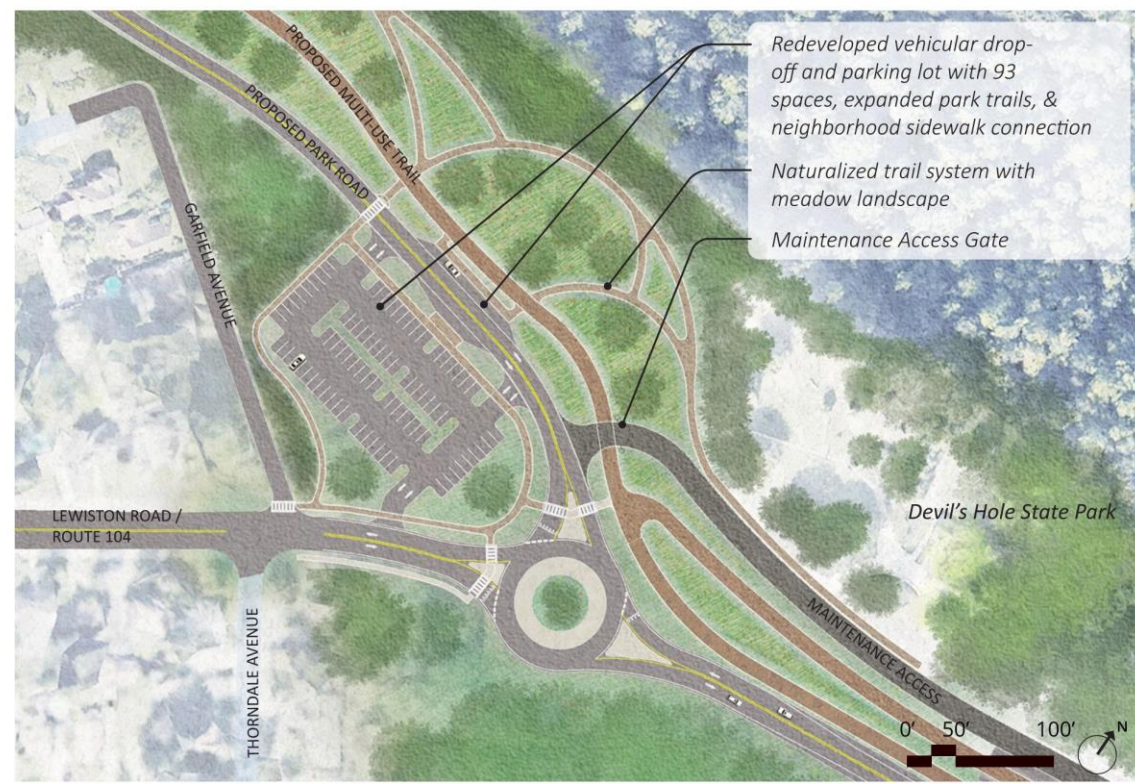 Redeveloped vehicular drop-
off and parking lot with 93
spaces, expanded park trails, &
neighborhood sidewalk connection
Naturalized trail system with
meadow landscape
Maintenance Access Gate
PROPOSED MULTI-USE TRAIL
PROPOSED PARK ROAD
GARFIELD AVENUE
LEWISTON ROAD /
ROUTE 104
THORNDALE AVENUE
Devil's Hole State Park
MAINTENANCE ACCESS
0' 50' 100'
N